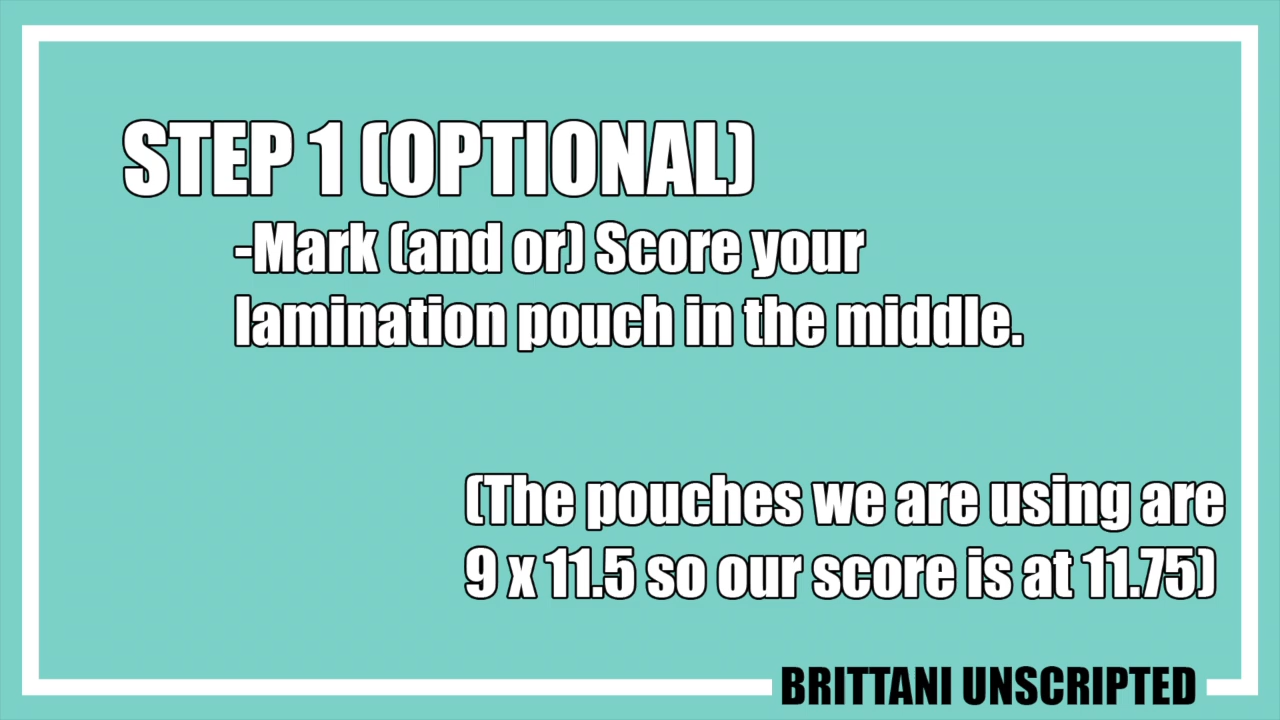 STEP 1 (OPTIONAL)
-Mark (and or) Score your
lamination pouch in the middle.
(The pouches we are using are
9 x 11.5 so our score is at 11.75)
BRITTANI UNSCRIPTED